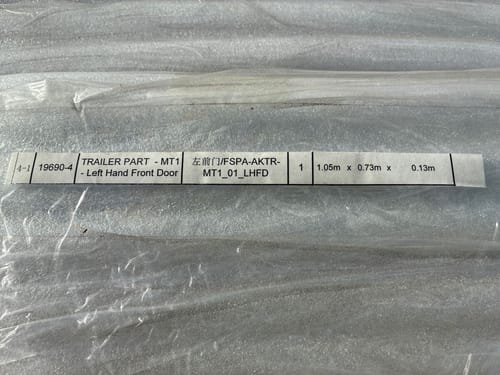 4-1
19690-4
TRAILER PART - MT1
- Left Hand Front Door
左前门/FSPA-AKTR-
MT1_01_LHFD
1
1.05m x 0.73m x 0.13m